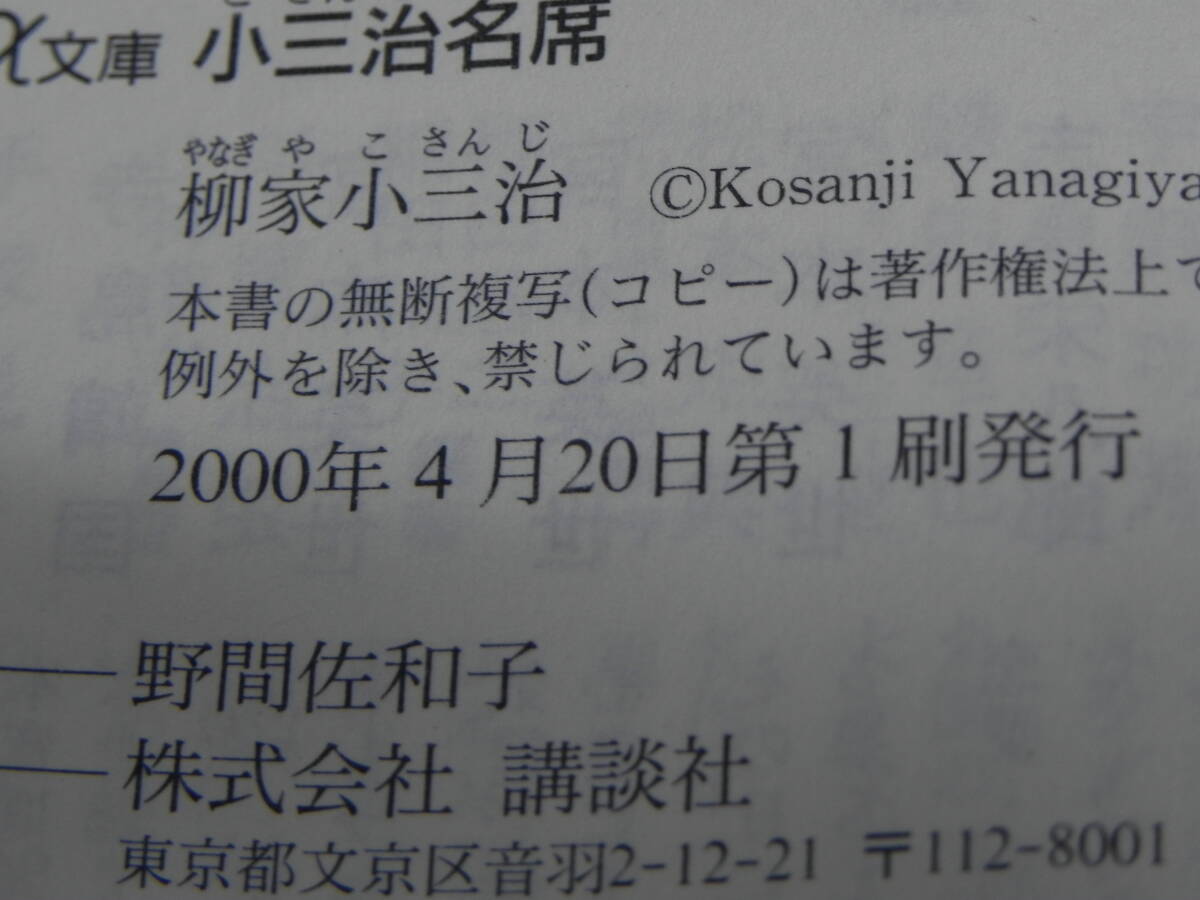 α文庫 小三治名席
やなぎ や こ さん じ
柳家小三治 ©Kosanji Yanagiya
本書の無断複写(コピー)は著作権法上で
例外を除き、禁じられています。
2000年4月20日第1刷発行
野間佐和子
株式会社 講談社
東京都文京区音羽2-12-21 〒112-8001